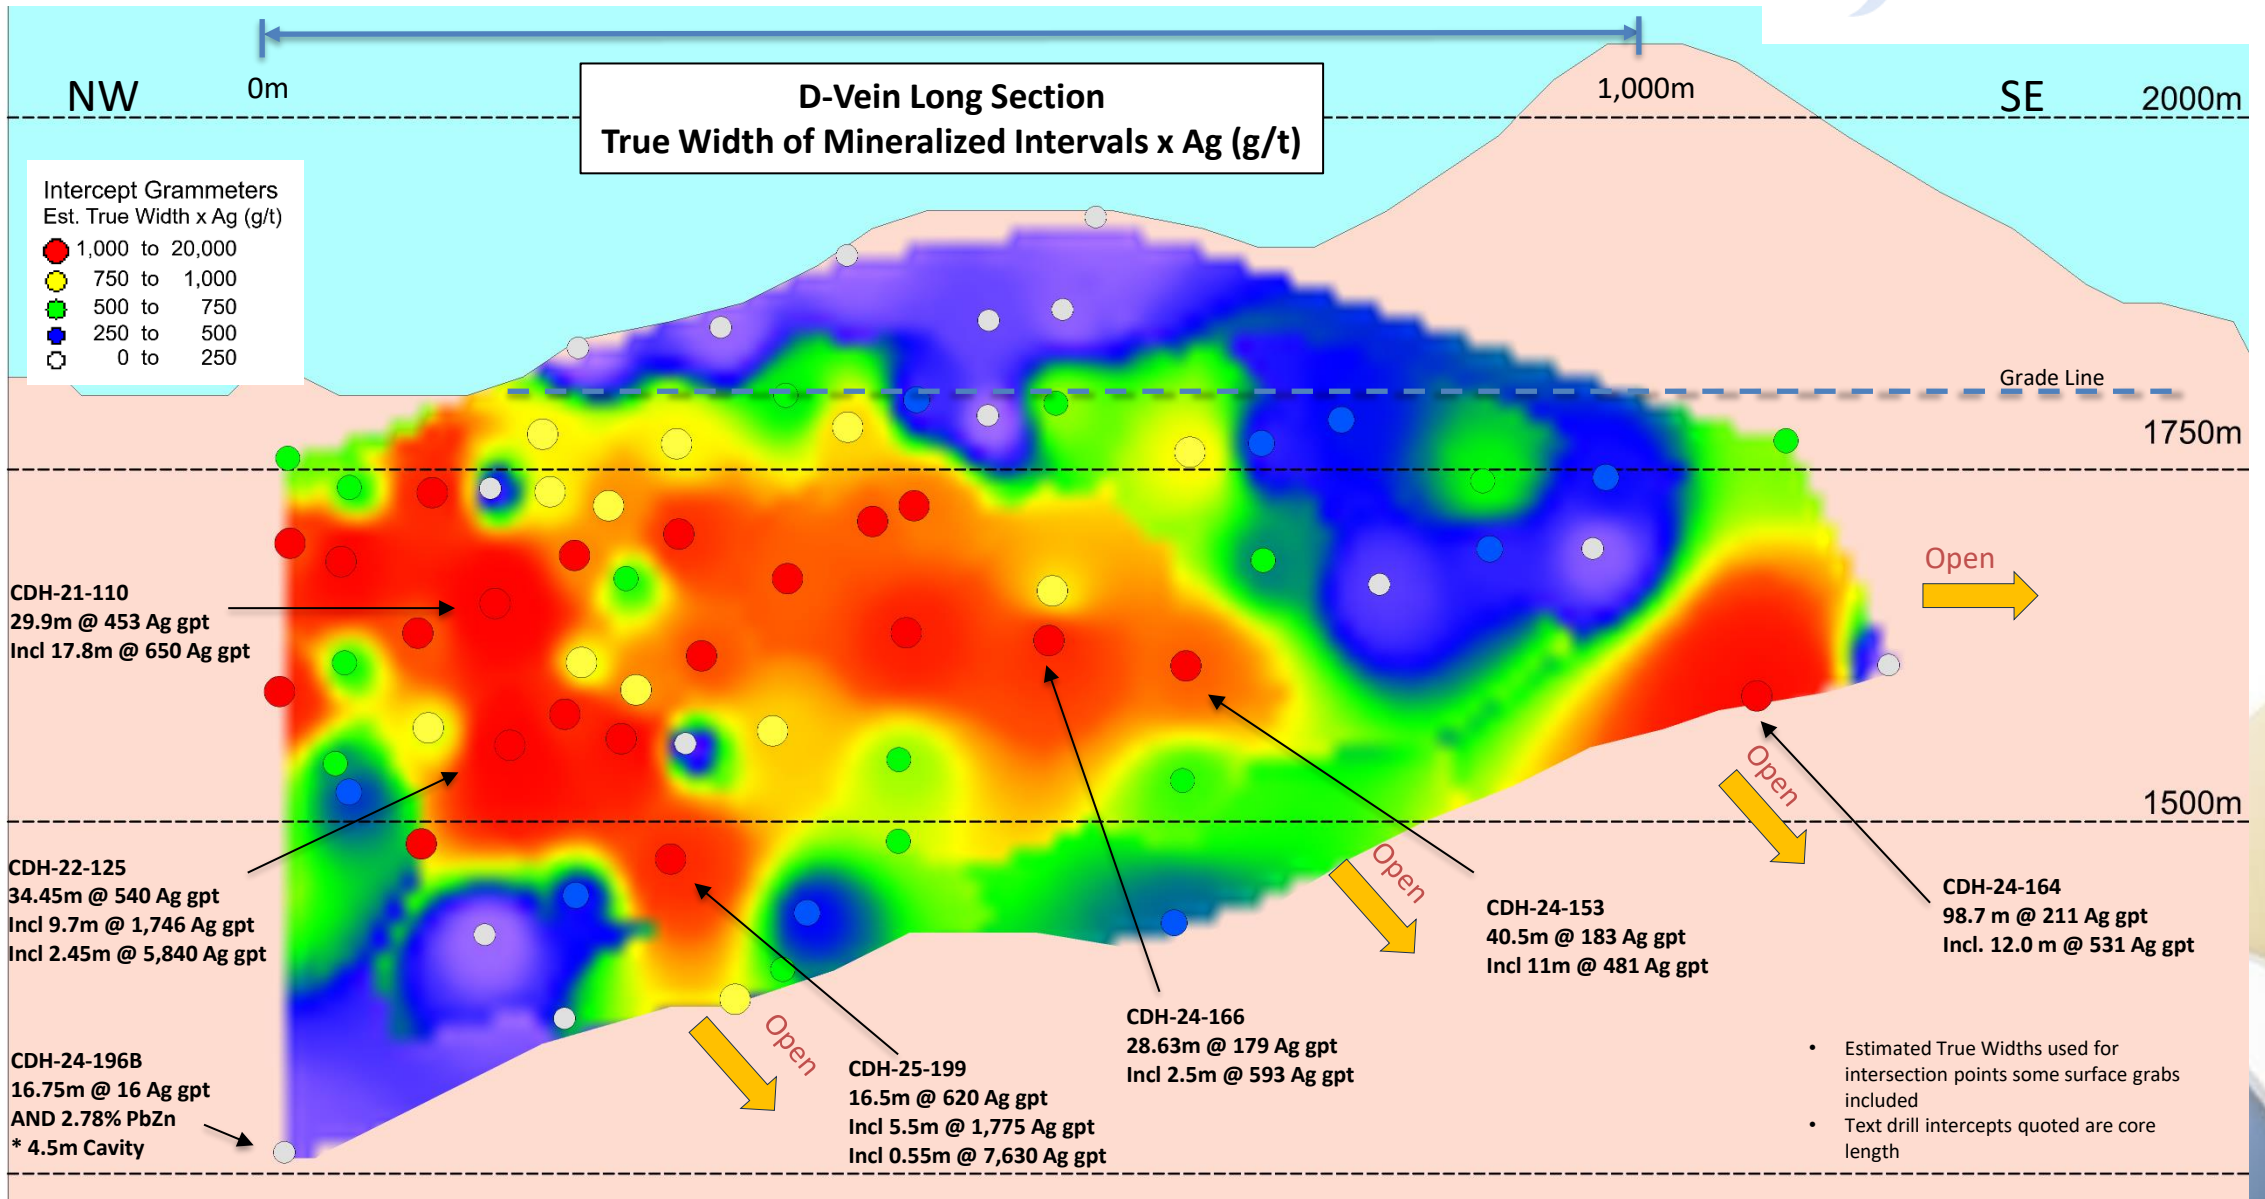 NW
0m
D-Vein Long Section
True Width of Mineralized Intervals x Ag (g/t)
1,000m
SE
2000m
Intercept Grammeters
Est. True Width x Ag (g/t)
1,000 to 20,000
750 to 1,000
500 to 750
250 to 500
0 to 250
Grade Line
1750m
Open
CDH-21-110
29.9m @ 453 Ag gpt
Incl 17.8m @ 650 Ag gpt
1500m
Open
Open
Open
CDH-22-125
34.45m @ 540 Ag gpt
Incl 9.7m @ 1,746 Ag gpt
Incl 2.45m @ 5,840 Ag gpt
CDH-24-196B
16.75m @ 16 Ag gpt
AND 2.78% PbZn
* 4.5m Cavity
CDH-25-199
16.5m @ 620 Ag gpt
Incl 5.5m @ 1,775 Ag gpt
Incl 0.55m @ 7,630 Ag gpt
CDH-24-166
28.63m @ 179 Ag gpt
Incl 2.5m @ 593 Ag gpt
CDH-24-153
40.5m @ 183 Ag gpt
Incl 11m @ 481 Ag gpt
CDH-24-164
98.7 m @ 211 Ag gpt
Incl. 12.0 m @ 531 Ag gpt
• Estimated True Widths used for
intersection points some surface grabs
included
• Text drill intercepts quoted are core
length